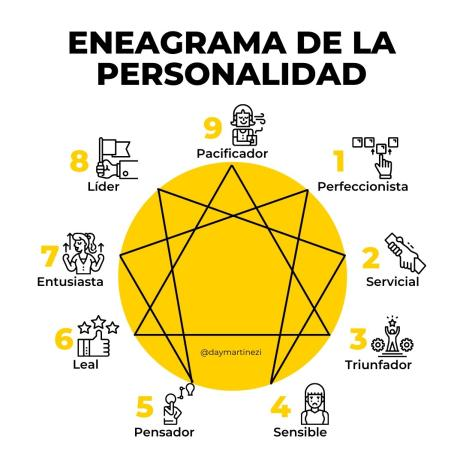 ENEAGRAMA DE LA
PERSONALIDAD
9
Pacificador
8
Líder
1
Perfeccionista
7
Entusiasta
2
Servicial
6
Leal
3
Triunfador
@daymartinezi
5
Pensador
4
Sensible